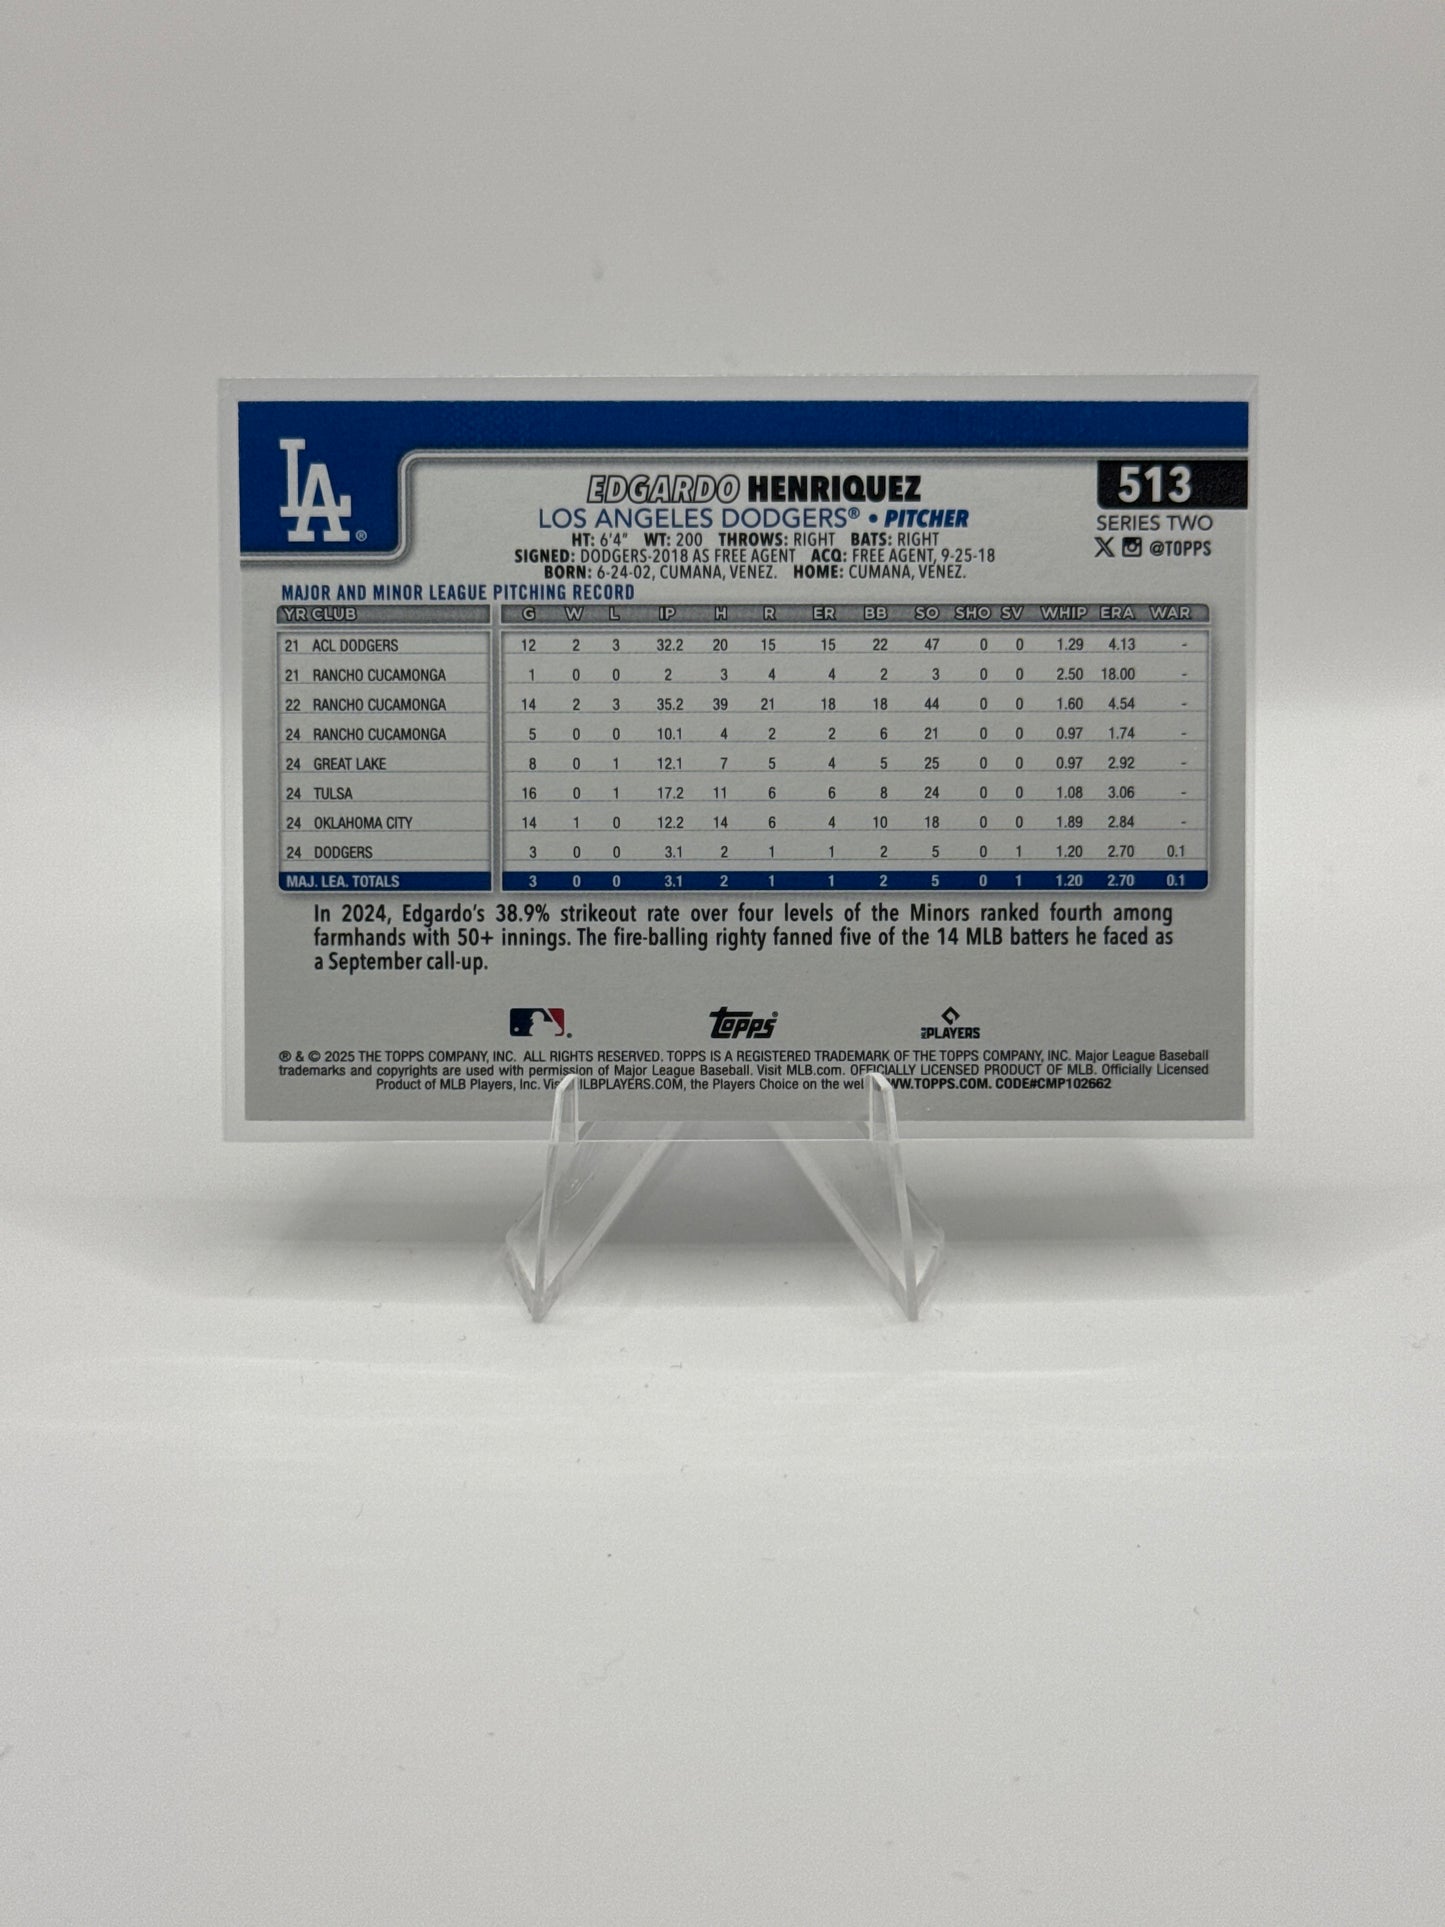 LA®
EDGARDO HENRIQUEZ
513
LOS ANGELES DODGERS® • PITCHER
SERIES TWO
HT: 6'4" WT: 200 THROWS: RIGHT BATS: RIGHT
@TOPPS
SIGNED: DODGERS-2018 AS FREE AGENT ACQ: FREE AGENT, 9-25-18
BORN: 6-24-02, CUMANA, VENEZ. HOME: CUMANA, VENEZ.
MAJOR AND MINOR LEAGUE PITCHING RECORD
YR CLUB G W L IP H R ER BB SO SHO SV WHIP ERA WAR
21 ACL DODGERS 12 2 3 32.2 20 15 15 22 47 0 0 1.29 4.13 -
21 RANCHO CUCAMONGA 1 0 0 2 3 4 4 2 3 0 0 2.50 18.00 -
22 RANCHO CUCAMONGA 14 2 3 35.2 39 21 18 18 44 0 0 1.60 4.54 -
24 RANCHO CUCAMONGA 5 0 0 10.1 4 2 2 6 21 0 0 0.97 1.74 -
24 GREAT LAKE 8 0 1 12.1 7 5 4 5 25 0 0 0.97 2.92 -
24 TULSA 16 0 1 17.2 11 6 6 8 24 0 0 1.08 3.06 -
24 OKLAHOMA CITY 14 1 0 12.2 14 6 4 10 18 0 0 1.89 2.84 -
24 DODGERS 3 0 0 3.1 2 1 1 2 5 0 1 1.20 2.70 0.1
MAJ. LEA. TOTALS 3 0 0 3.1 2 1 1 2 5 0 1 1.20 2.70 0.1
In 2024, Edgardo's 38.9% strikeout rate over four levels of the Minors ranked fourth among
farmhands with 50+ innings. The fire-balling righty fanned five of the 14 MLB batters he faced as
a September call-up.
Topps® MLB PLAYERS
® & © 2025 THE TOPPS COMPANY, INC. ALL RIGHTS RESERVED. TOPPS IS A REGISTERED TRADEMARK OF THE TOPPS COMPANY, INC. Major League Baseball
trademarks and copyrights are used with permission of Major League Baseball. Visit MLB.com. OFFICIALLY LICENSED PRODUCT OF MLB. Officially Licensed
Product of MLB Players, Inc. LBPLAYERS.COM, the Players Choice on the WW.TOPPS.COM. CODE#CMP102662